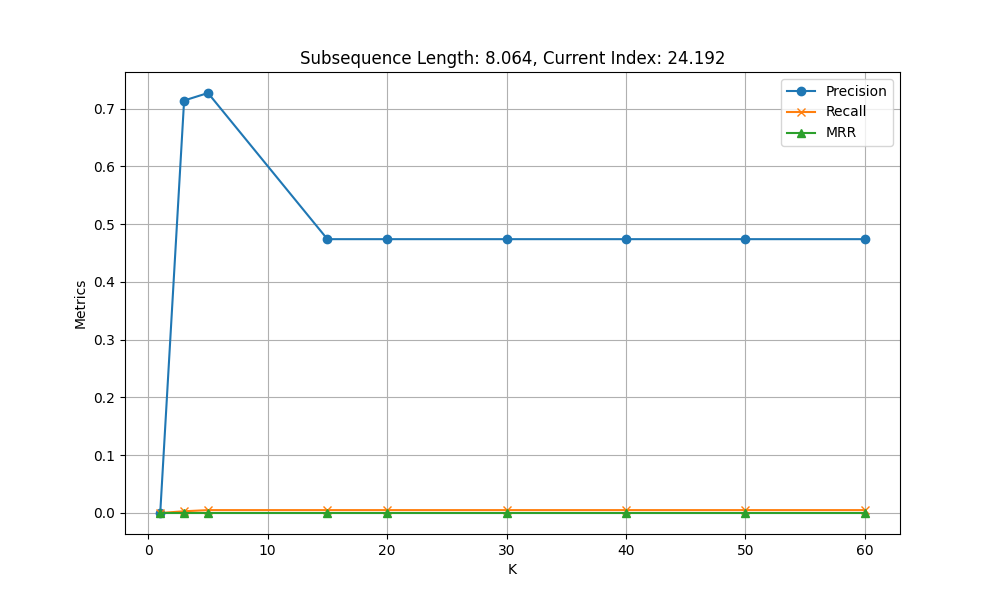 Subsequence Length: 8.064, Current Index: 24.192
Precision
Recall
MRR
0.7
0.6
0.5
0.4
0.3
0.2
0.1
0.0
Metrics
0 10 20 30 40 50 60
K